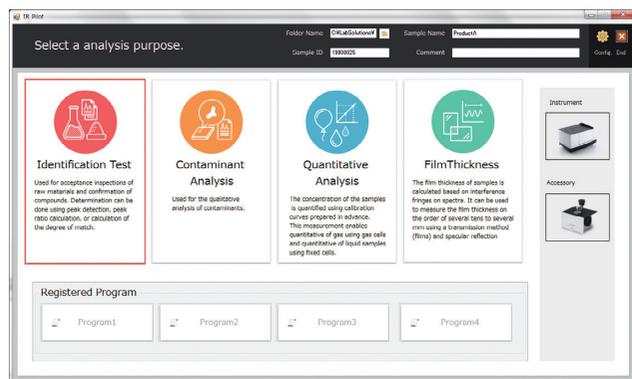 IR Pilot
Select a analysis purpose.
Folder Name
C:¥LabSolutions¥
Sample Name
ProductA
Sample ID
19000025
Comment
Config.
End
Identification Test
Used for acceptance inspections of
raw materials and confirmation of
compounds. Determination can be
done using peak detection, peak
ratio calculation, or calculation of
the degree of match.
Contaminant
Analysis
Used for the qualitative
analysis of contaminants.
Quantitative
Analysis
The concentration of the samples
is quantified using calibration
curves prepared in advance.
This measurement enables
quantitative of gas using gas cells
and quantitative of liquid samples
using fixed cells.
FilmThickness
The film thickness of samples is
calculated based on interference
fringes on spectra. It can be used
to measure the film thickness on
the order of several tens to several
mm using a transmission method
(films) and specular reflection
Instrument
Accessory
Registered Program
Program1
Program2
Program3
Program4